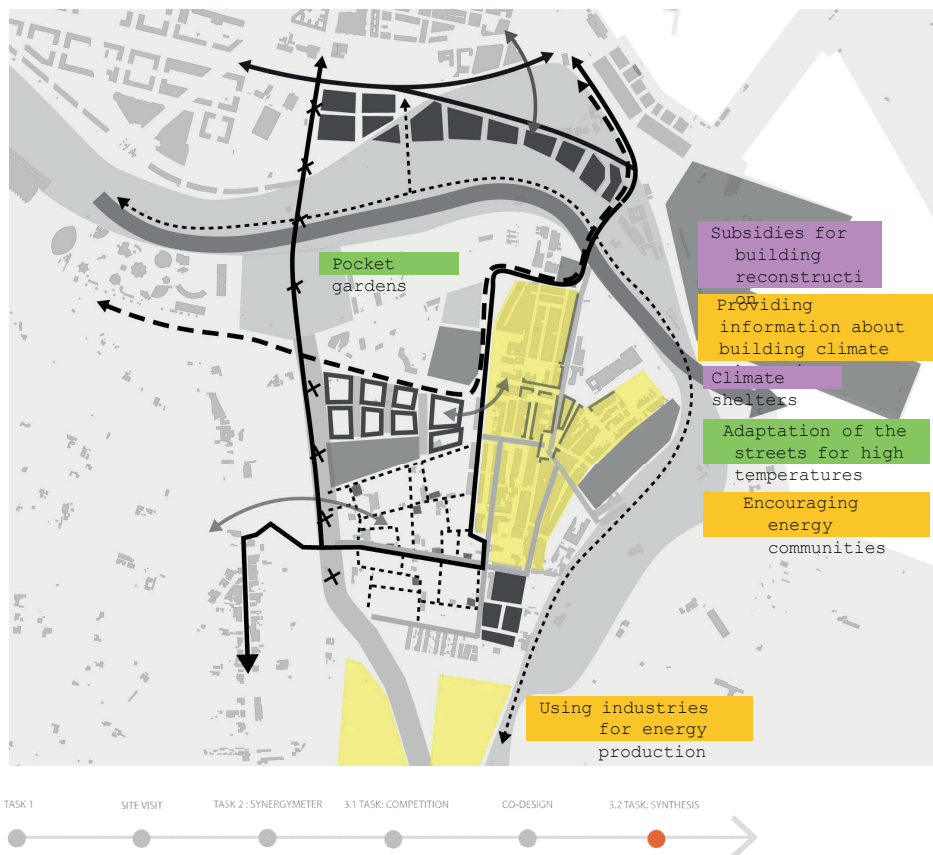 Pocket
gardens
Subsidies for
building
reconstructi
on
Providing
information about
building climate
Climate
shelters
Adaptation of the
streets for high
temperatures
Encouraging
energy
communities
Using industries
for energy
production
TASK 1
SITE VISIT
TASK 2 : SYNERGYMETER
3.1 TASK: COMPETITION
CO-DESIGN
3.2 TASK: SYNTHESIS